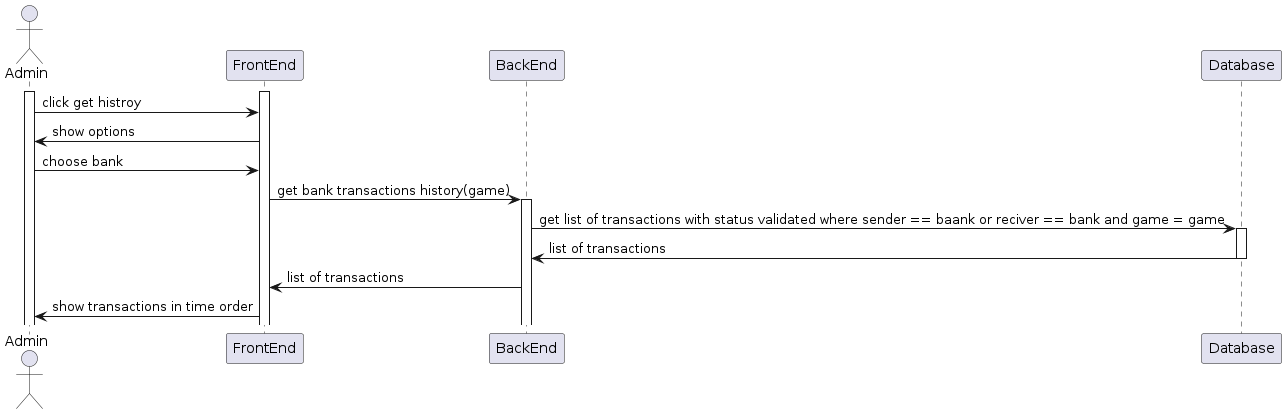 Admin
FrontEnd
BackEnd
Database
click get histroy
show options
choose bank
get bank transactions history(game)
get list of transactions with status validated where sender == baank or reciver == bank and game = game
list of transactions
list of transactions
show transactions in time order
Admin
FrontEnd
BackEnd
Database